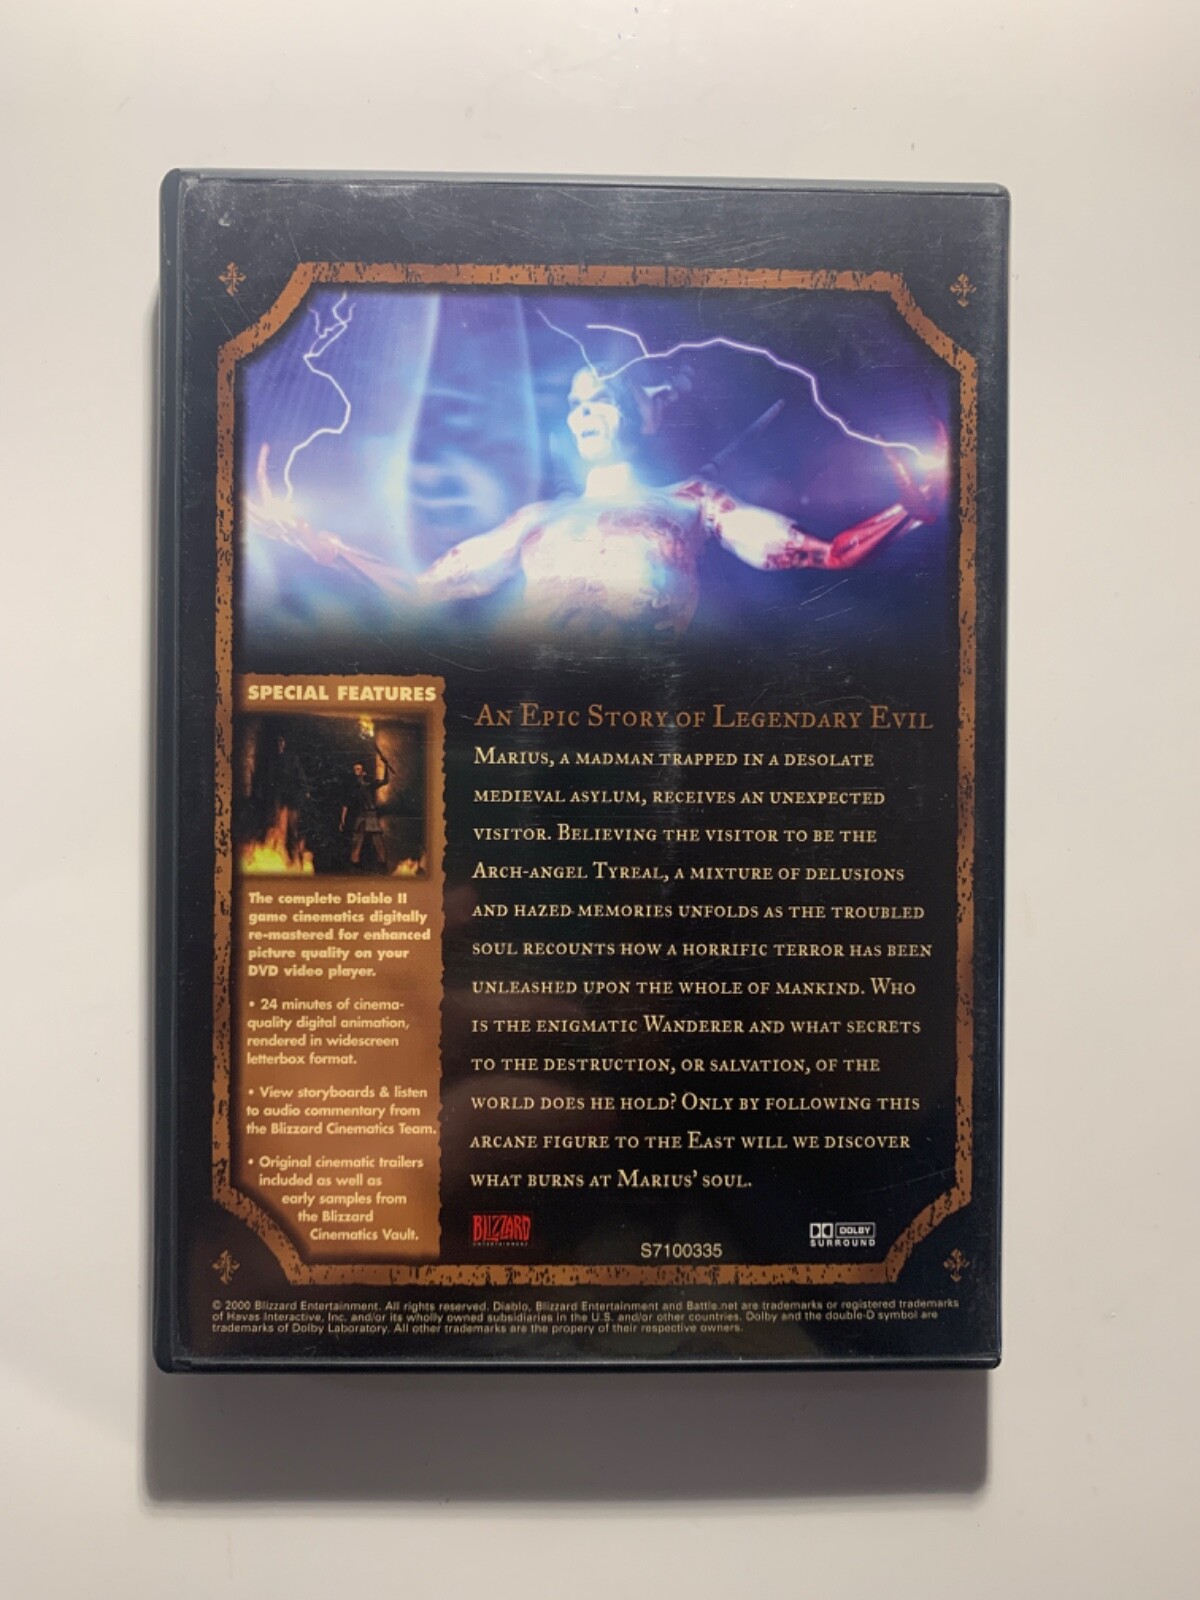 SPECIAL FEATURES
The complete Diablo II
game cinematics digitally
re-mastered for enhanced
picture quality on your
DVD video player.
• 24 minutes of cinema-
quality digital animation,
rendered in widescreen
letterbox format.
• View storyboards & listen
to audio commentary from
the Blizzard Cinematics Team.
• Original cinematic trailers
included as well as
early samples from
the Blizzard
Cinematics Vault.
AN EPIC STORY OF LEGENDARY EVIL
MARIUS, A MADMAN TRAPPED IN A DESOLATE
MEDIEVAL ASYLUM, RECEIVES AN UNEXPECTED
VISITOR. BELIEVING THE VISITOR TO BE THE
ARCH-ANGEL TYREAL, A MIXTURE OF DELUSIONS
AND HAZED MEMORIES UNFOLDS AS THE TROUBLED
SOUL RECOUNTS HOW A HORRIFIC TERROR HAS BEEN
UNLEASHED UPON THE WHOLE OF MANKIND. WHO
IS THE ENIGMATIC WANDERER AND WHAT SECRETS
TO THE DESTRUCTION, OR SALVATION, OF THE
WORLD DOES HE HOLD? ONLY BY FOLLOWING THIS
ARCANE FIGURE TO THE EAST WILL WE DISCOVER
WHAT BURNS AT MARIUS' SOUL.
BLIZZARD
ENTERTAINMENT
S7100335
DOLBY
SURROUND
© 2000 Blizzard Entertainment. All rights reserved. Diablo, Blizzard Entertainment and Battle.net are trademarks or registered trademarks
of Havas Interactive, Inc. and/or its wholly owned subsidiaries in the U.S. and/or other countries. Dolby and the double-D symbol are
trademarks of Dolby Laboratory. All other trademarks are the propery of their respective owners.